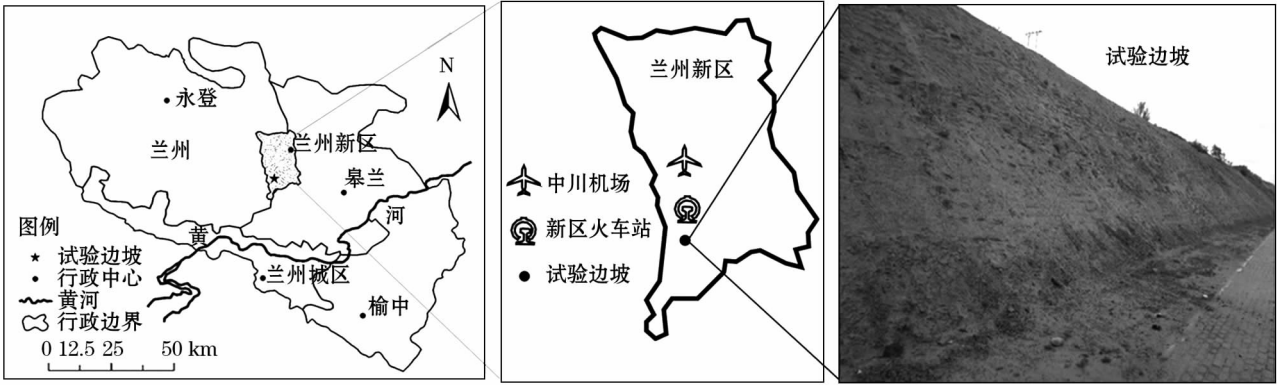 N
永登
兰州新区
兰州
皋兰
河
图例
黄
试验边坡
行政中心
兰州城区
黄河
榆中
行政边界
0 12.5 25 50 km
兰州新区
中川机场
新区火车站
试验边坡
试验边坡